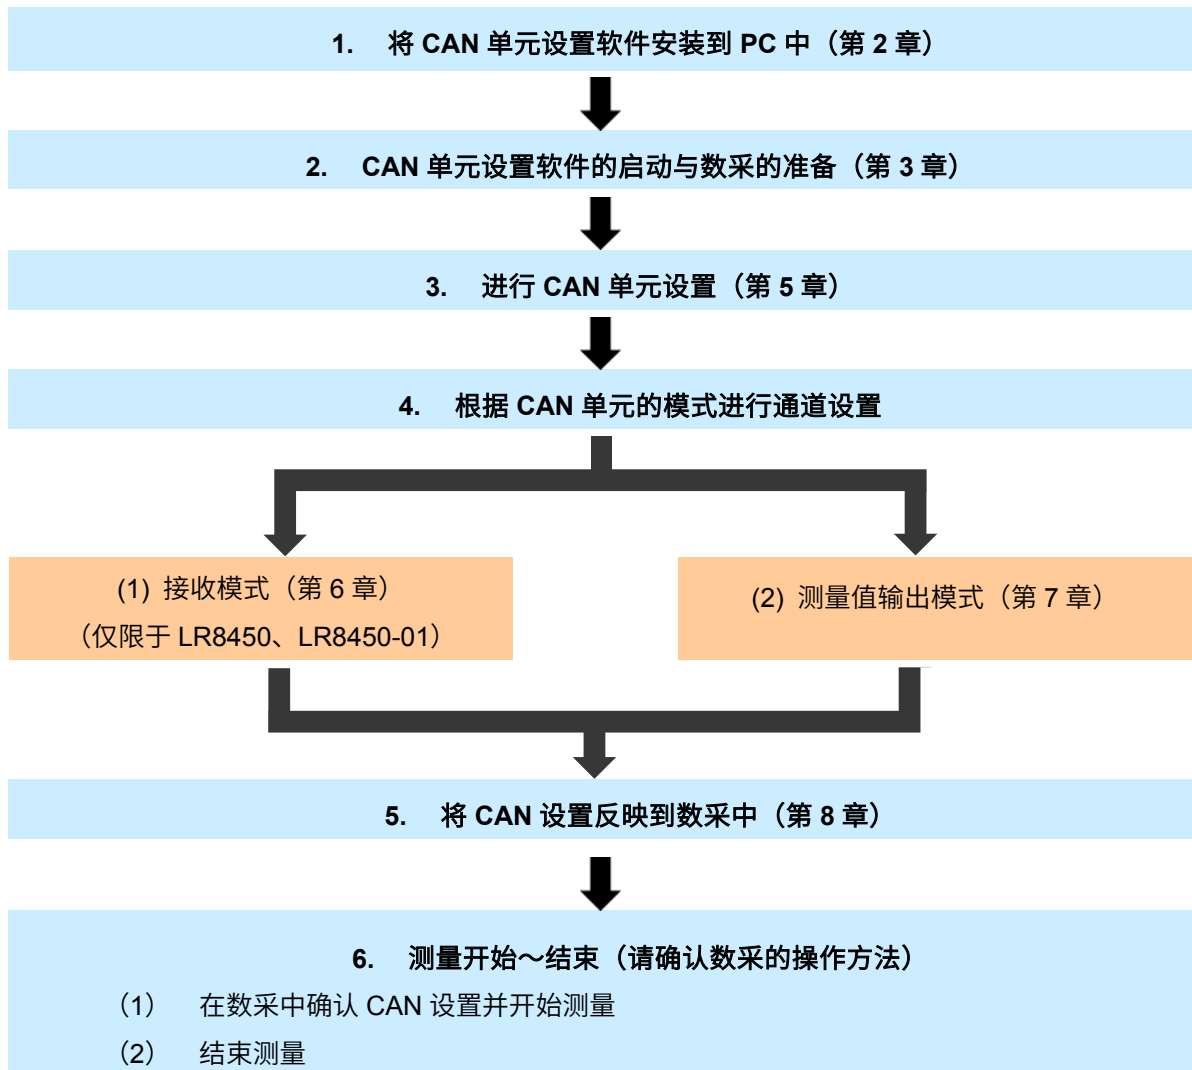 1. 将 CAN 单元设置软件安装到 PC 中（第 2 章）
2. CAN 单元设置软件的启动与数采的准备（第 3 章）
3. 进行 CAN 单元设置（第 5 章）
4. 根据 CAN 单元的模式进行通道设置
(1) 接收模式（第 6 章）
（仅限于 LR8450、LR8450-01）
(2) 测量值输出模式（第 7 章）
5. 将 CAN 设置反映到数采中（第 8 章）
6. 测量开始～结束（请确认数采的操作方法）
（1） 在数采中确认 CAN 设置并开始测量
（2） 结束测量